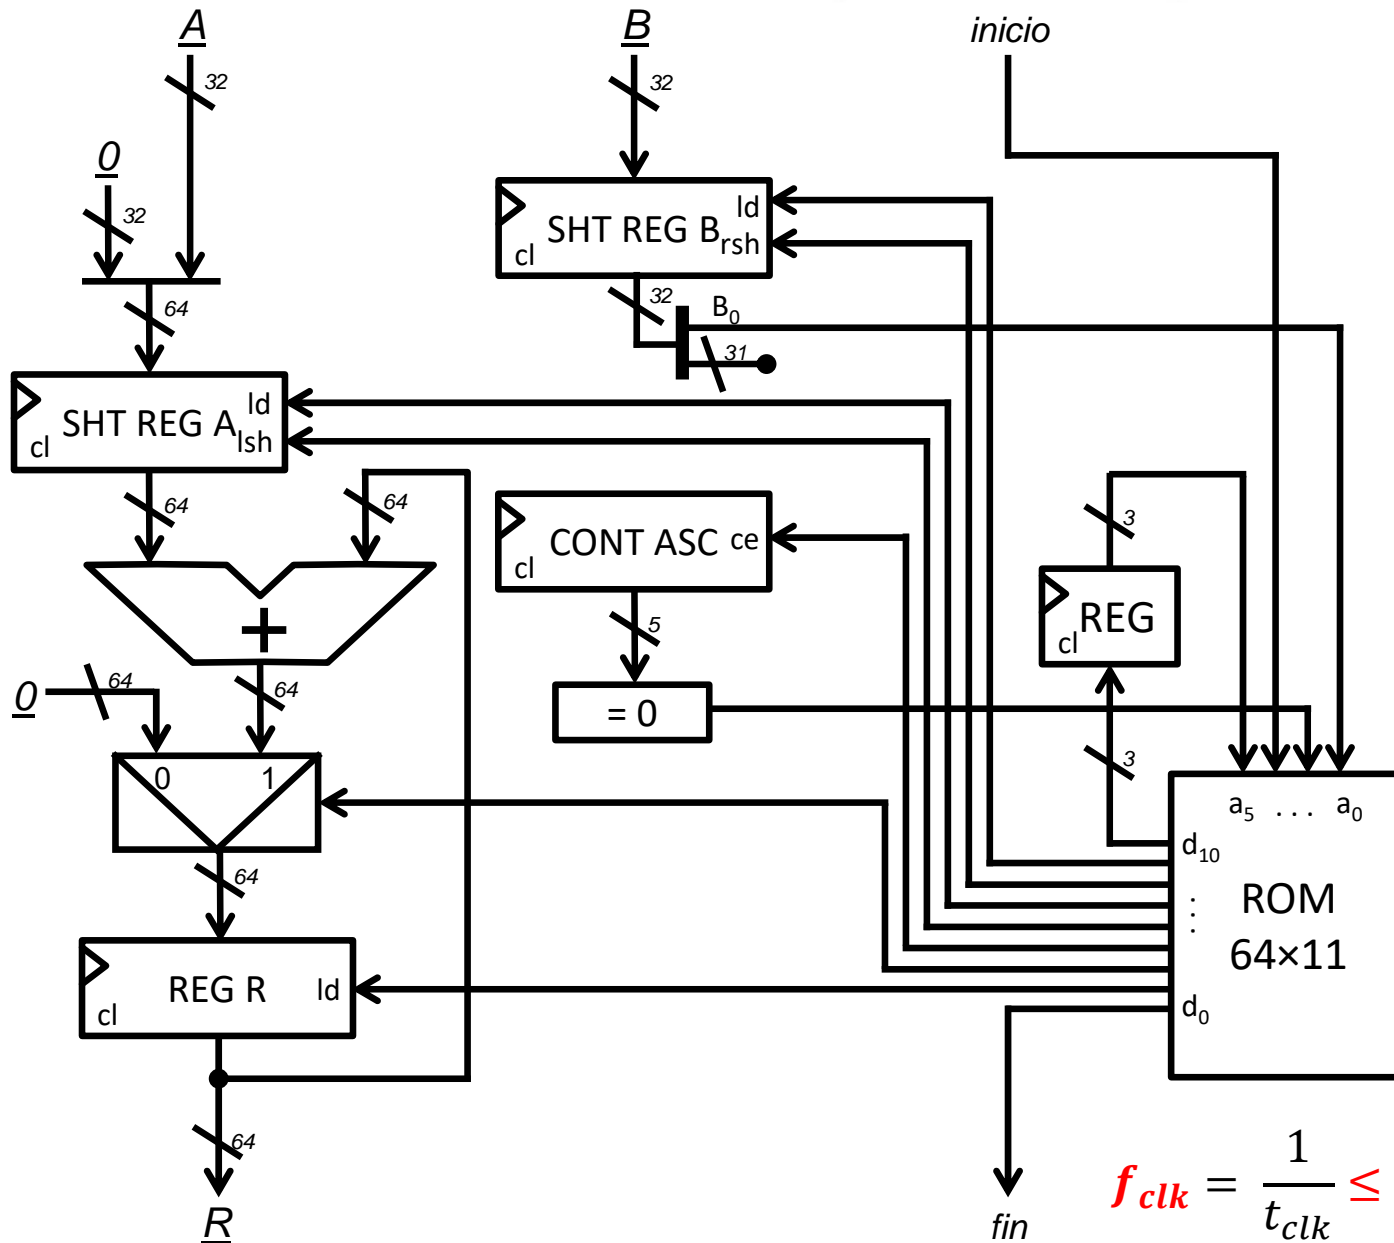 A
B
inicio
32
32
0
32
64
SHT REG B
ld
rsh
cl
32
B0
31
SHT REG A
ld
lsh
cl
64
64
CONT ASC
ce
cl
3
REG
cl
+
5
0
64
64
= 0
3
0
1
a5 . . . a0
d10
ROM
64×11
. . .
64
REG R
ld
cl
d0
64
R
fin
fclk = 1 / tclk ≤